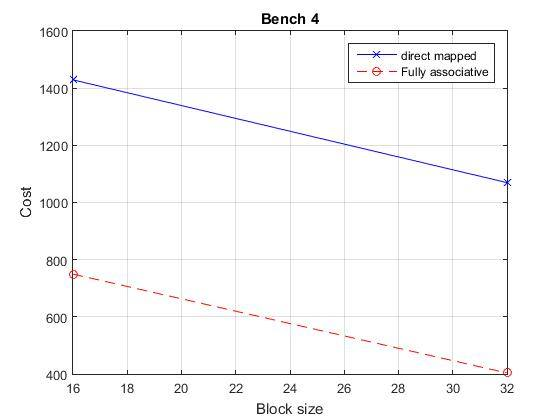 Bench 4
1600
1400
1200
1000
800
600
400
Cost
direct mapped
Fully associative
16 18 20 22 24 26 28 30 32
Block size